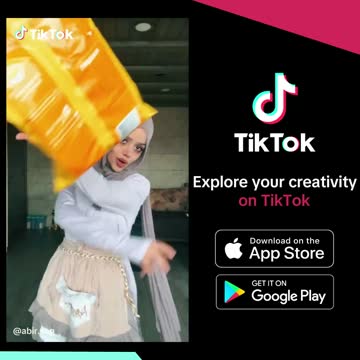 TikTok
TikTok
Explore your creativity
on TikTok
Download on the
App Store
GET IT ON
Google Play